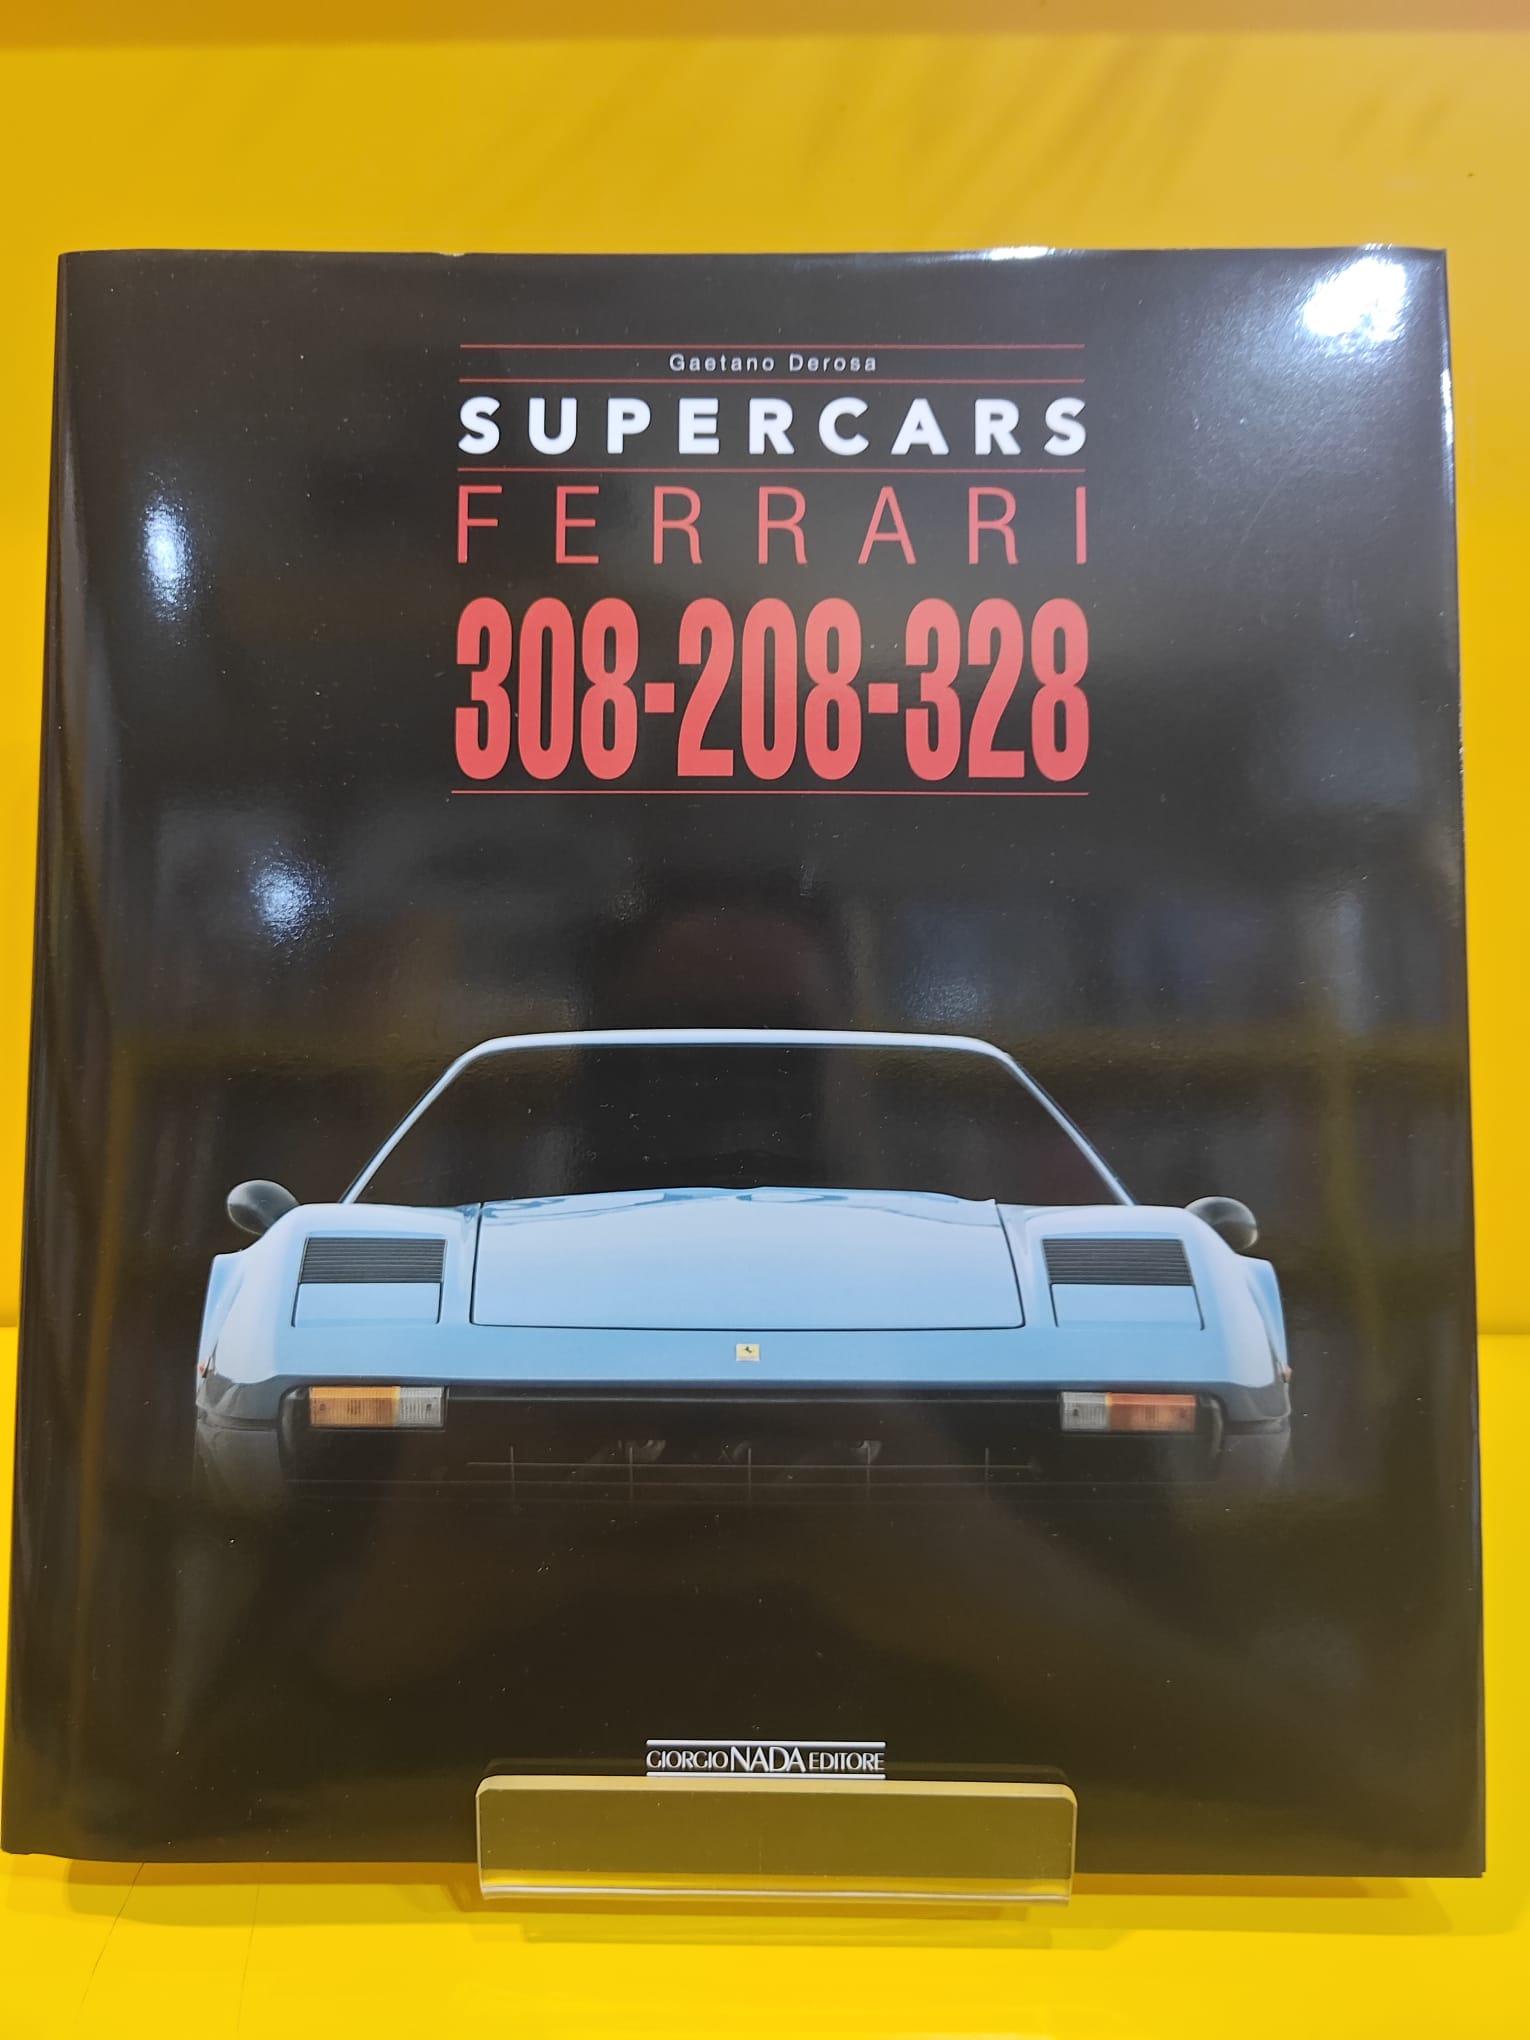 Gaetano Derosa
SUPERCARS
FERRARI
308-208-328
GIORGIO NADA EDITORE